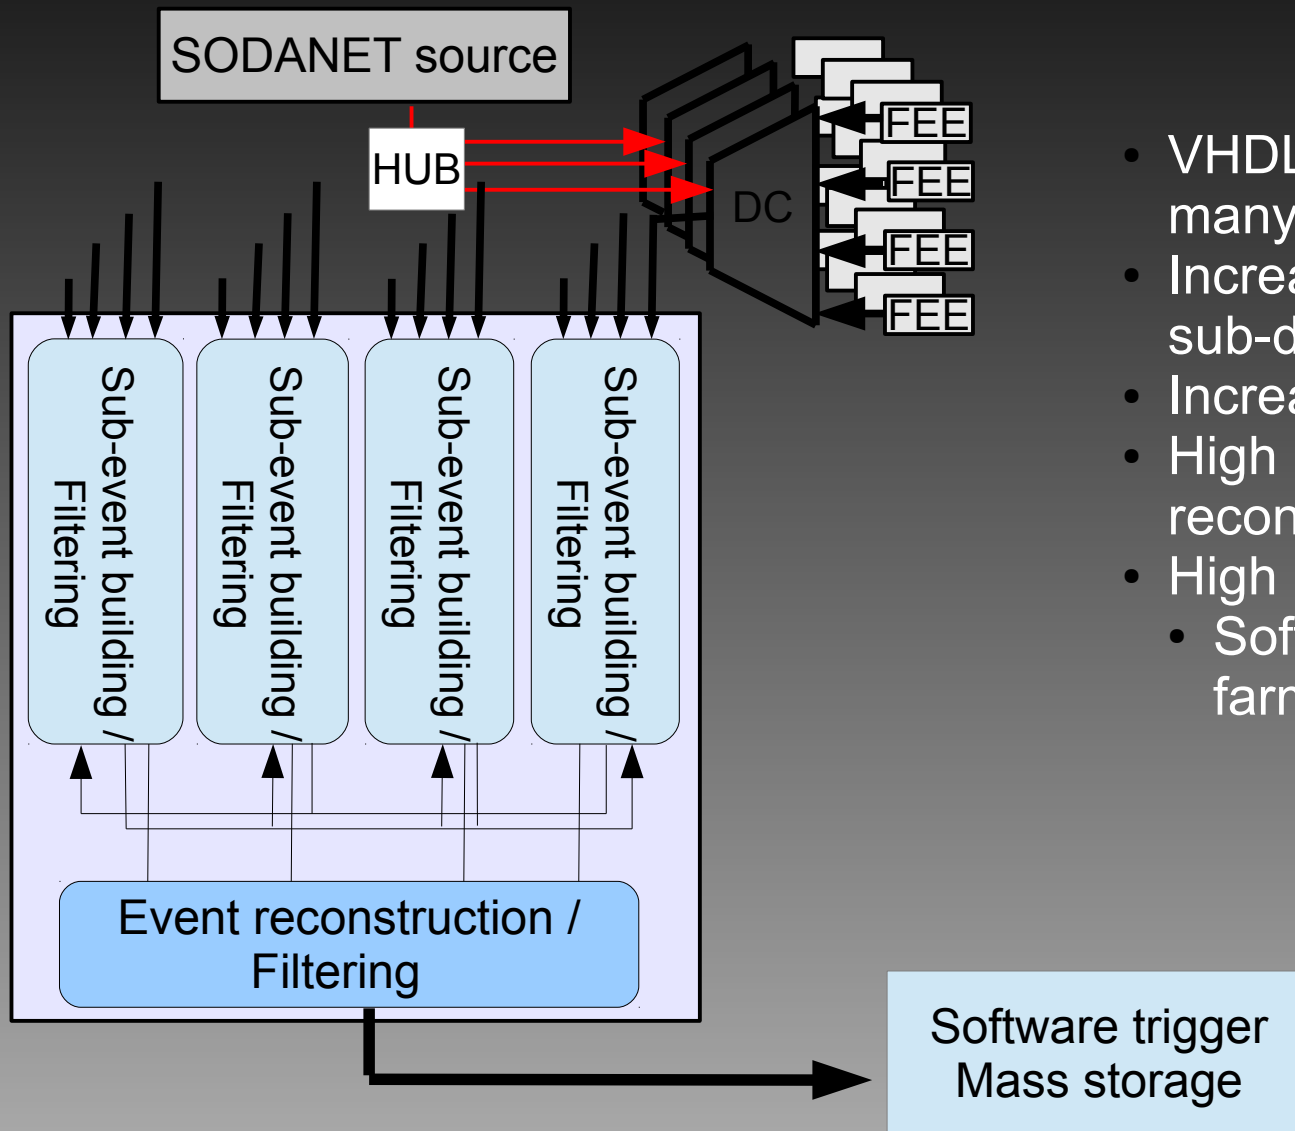 SODANET source
HUB
DC
FEE
FEE
FEE
FEE
Sub-event building /
Filtering
Sub-event building /
Filtering
Sub-event building /
Filtering
Sub-event building /
Filtering
Event reconstruction /
Filtering
Software trigger
Mass storage
• VHDL
many
• Increa
sub-d
• Increa
• High
recon
• High
• Sof
farm